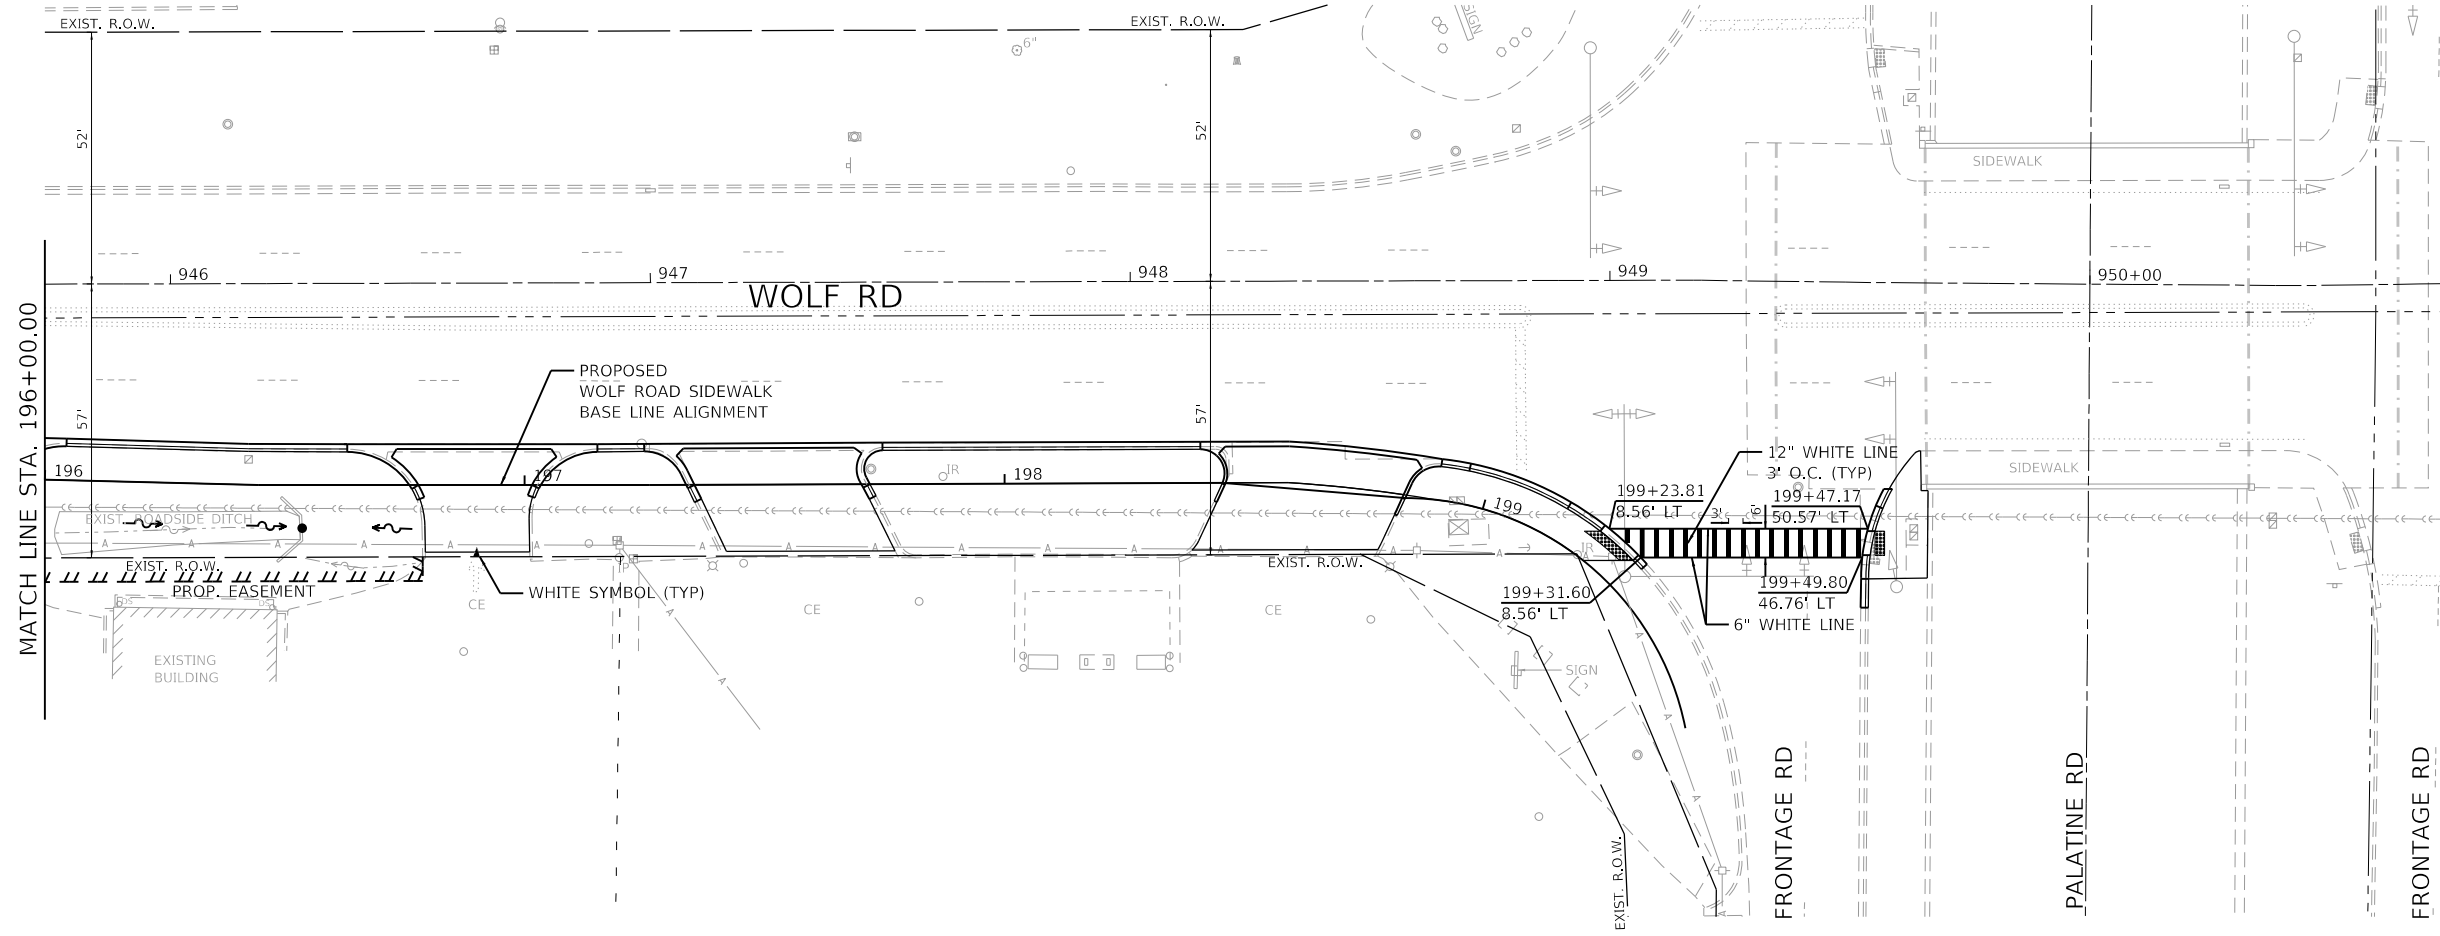 EXIST. R.O.W.
EXIST. R.O.W.
SIGN
6"
52'
52'
SIDEWALK
946
947
948
949
950+00
WOLF RD
MATCH LINE STA. 196+00.00
57'
57'
PROPOSED
WOLF ROAD SIDEWALK
BASE LINE ALIGNMENT
196
197
IR
198
199
12" WHITE LINE
3' O.C. (TYP)
SIDEWALK
199+23.81
8.56' LT
3'
6'
199+47.17
50.57' LT
EXIST. ROADSIDE DITCH
A A A A A A A A A A A A
IR
EXIST. R.O.W.
EXIST. R.O.W.
PROP. EASEMENT
WHITE SYMBOL (TYP)
DS
DS
CE
CE
CE
199+31.60
8.56' LT
199+49.80
46.76' LT
6" WHITE LINE
EXISTING
BUILDING
SIGN
A
A
EXIST. R.O.W.
FRONTAGE RD
PALATINE RD
FRONTAGE RD